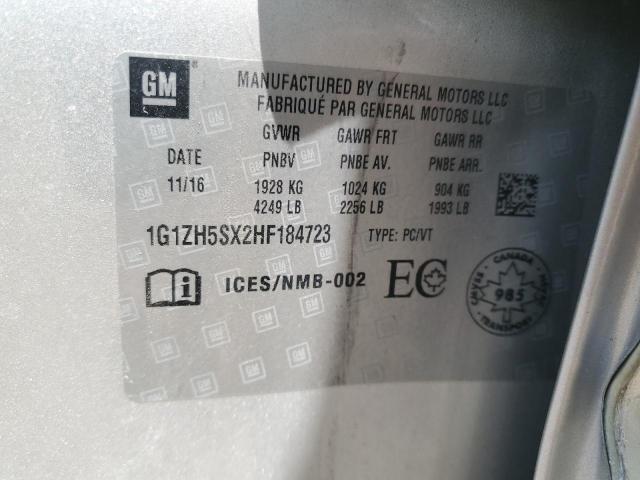 GM
MANUFACTURED BY GENERAL MOTORS LLC
FABRIQUÉ PAR GENERAL MOTORS LLC
GVWR GAWR FRT GAWR RR
DATE PNBV PNBE AV. PNBE ARR.
11/16 1928 KG 1024 KG 904 KG
4249 LB 2256 LB 1993 LB
1G1ZH5SX2HF184723 TYPE: PC/VT
ICES/NMB-002 EC
CANADA
985
TRANSPORT